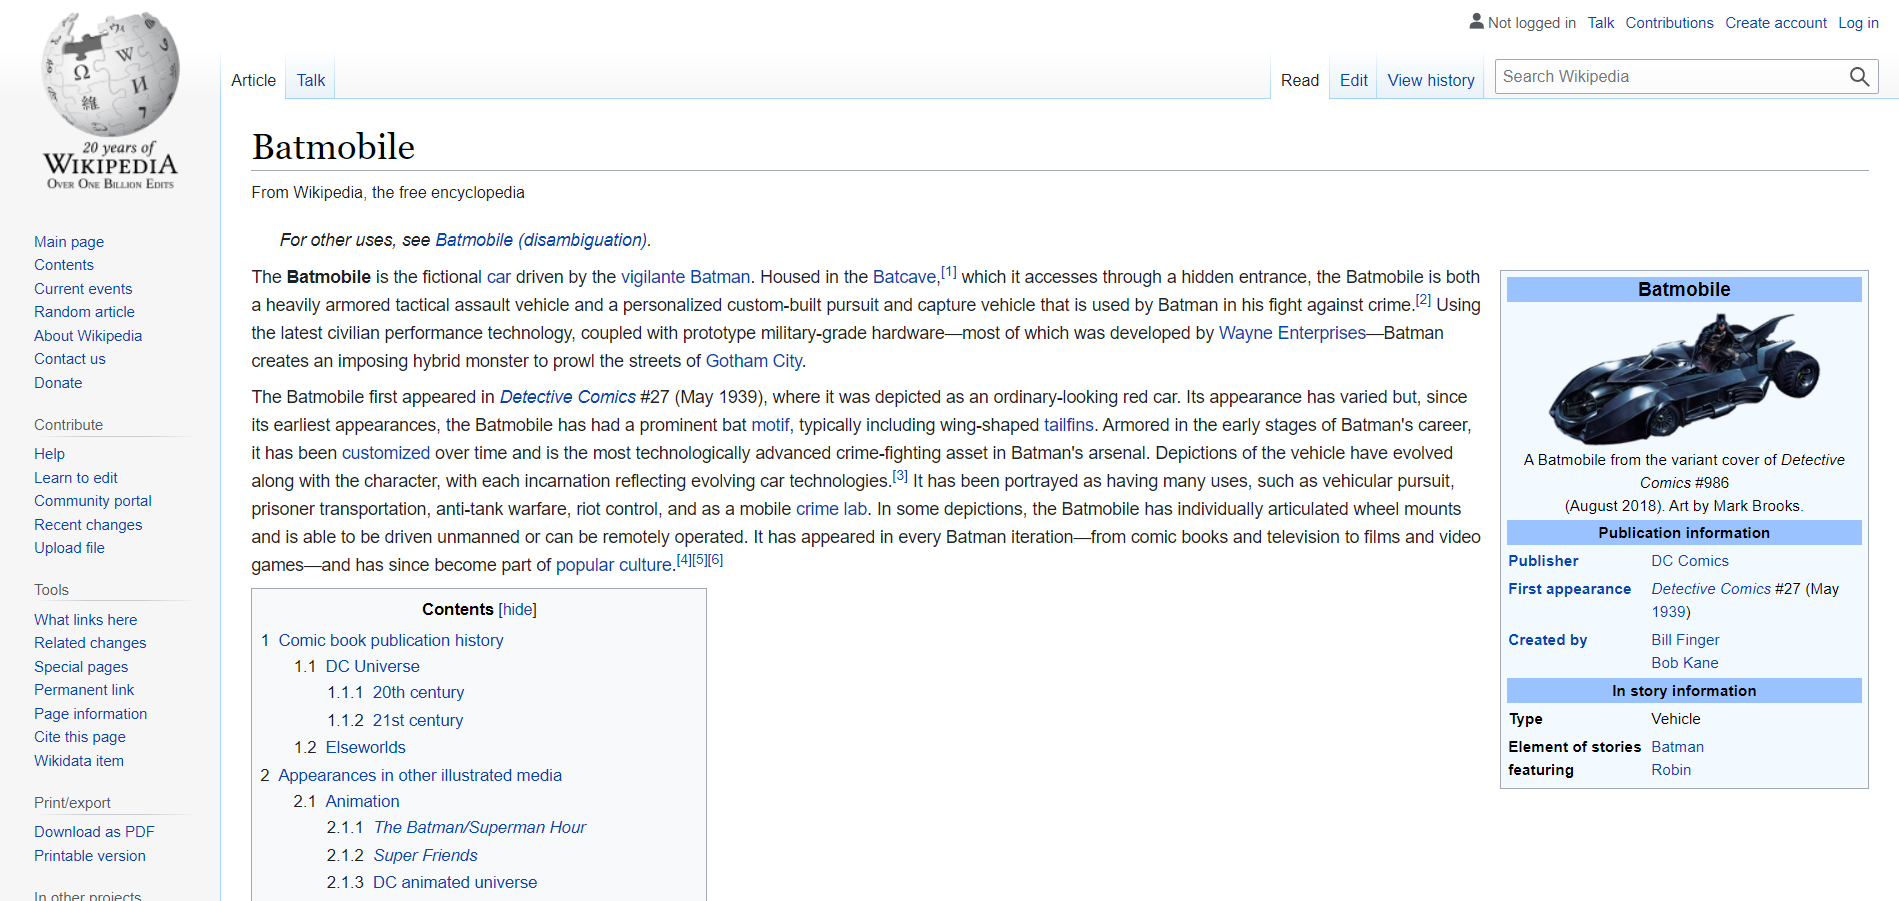 Not logged in Talk Contributions Create account Log in
Article Talk
Read Edit View history
Search Wikipedia
Ω W И 維
20 years of
WIKIPEDIA
OVER ONE BILLION EDITS
Main page
Contents
Current events
Random article
About Wikipedia
Contact us
Donate
Contribute
Help
Learn to edit
Community portal
Recent changes
Upload file
Tools
What links here
Related changes
Special pages
Permanent link
Page information
Cite this page
Wikidata item
Print/export
Download as PDF
Printable version
In other projects
Batmobile
From Wikipedia, the free encyclopedia
For other uses, see Batmobile (disambiguation).
The Batmobile is the fictional car driven by the vigilante Batman. Housed in the Batcave,[1] which it accesses through a hidden entrance, the Batmobile is both
a heavily armored tactical assault vehicle and a personalized custom-built pursuit and capture vehicle that is used by Batman in his fight against crime.[2] Using
the latest civilian performance technology, coupled with prototype military-grade hardware—most of which was developed by Wayne Enterprises—Batman
creates an imposing hybrid monster to prowl the streets of Gotham City.
The Batmobile first appeared in Detective Comics #27 (May 1939), where it was depicted as an ordinary-looking red car. Its appearance has varied but, since
its earliest appearances, the Batmobile has had a prominent bat motif, typically including wing-shaped tailfins. Armored in the early stages of Batman's career,
it has been customized over time and is the most technologically advanced crime-fighting asset in Batman's arsenal. Depictions of the vehicle have evolved
along with the character, with each incarnation reflecting evolving car technologies.[3] It has been portrayed as having many uses, such as vehicular pursuit,
prisoner transportation, anti-tank warfare, riot control, and as a mobile crime lab. In some depictions, the Batmobile has individually articulated wheel mounts
and is able to be driven unmanned or can be remotely operated. It has appeared in every Batman iteration—from comic books and television to films and video
games—and has since become part of popular culture.[4][5][6]
Contents [hide]
1 Comic book publication history
1.1 DC Universe
1.1.1 20th century
1.1.2 21st century
1.2 Elseworlds
2 Appearances in other illustrated media
2.1 Animation
2.1.1 The Batman/Superman Hour
2.1.2 Super Friends
2.1.3 DC animated universe
Batmobile
A Batmobile from the variant cover of Detective
Comics #986
(August 2018). Art by Mark Brooks.
Publication information
Publisher DC Comics
First appearance Detective Comics #27 (May
1939)
Created by Bill Finger
Bob Kane
In story information
Type Vehicle
Element of stories Batman
featuring Robin